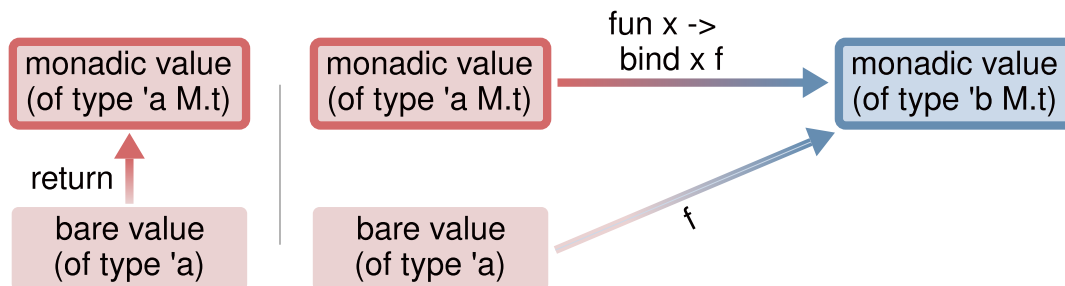 monadic value
(of type 'a M.t)
return
bare value
(of type 'a)
monadic value
(of type 'a M.t)
fun x ->
bind x f
monadic value
(of type 'b M.t)
bare value
(of type 'a)
f